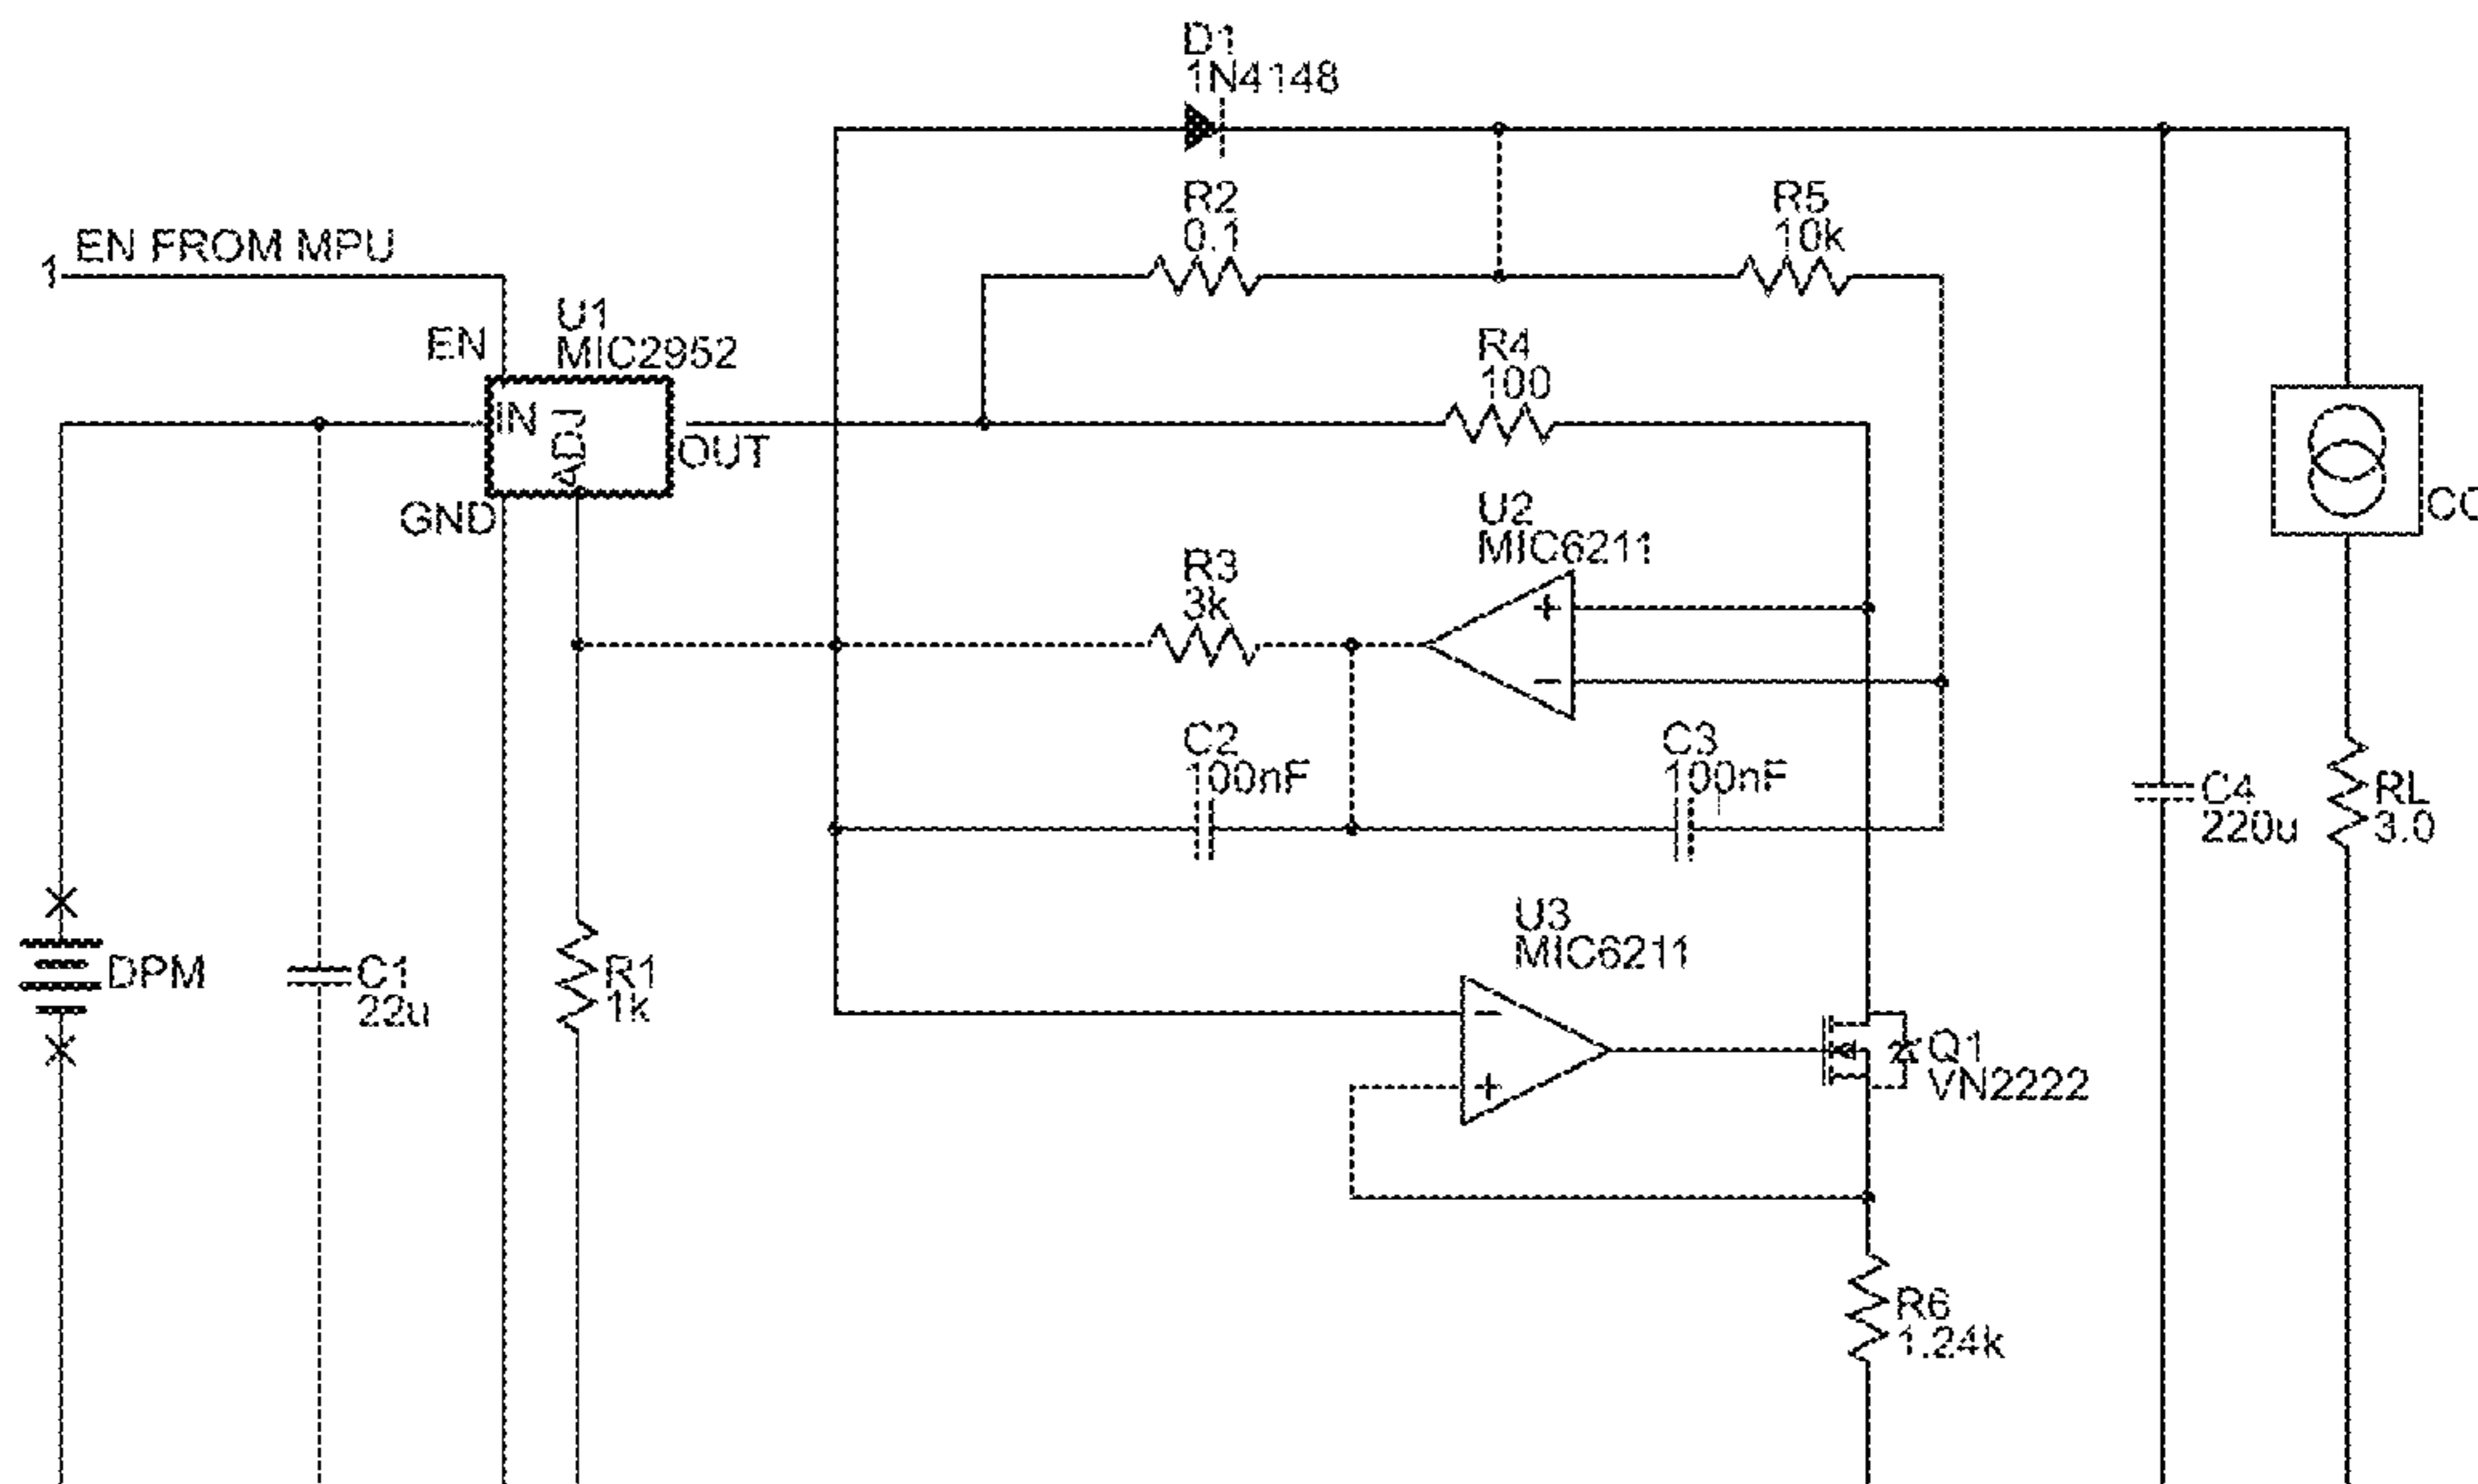 D1
1N4148
R2
0.1
R5
10k
1 EN FROM MPU
U1
MIC2952
EN
IN
ADJ
OUT
GND
R4
100
U2
MIC6211
+
−
R3
3k
C2
100nF
C3
100nF
C4
220u
RL
3.0
DPM
C1
22u
R1
1k
U3
MIC6211
−
+
Q1
VN2222
R6
1.24k